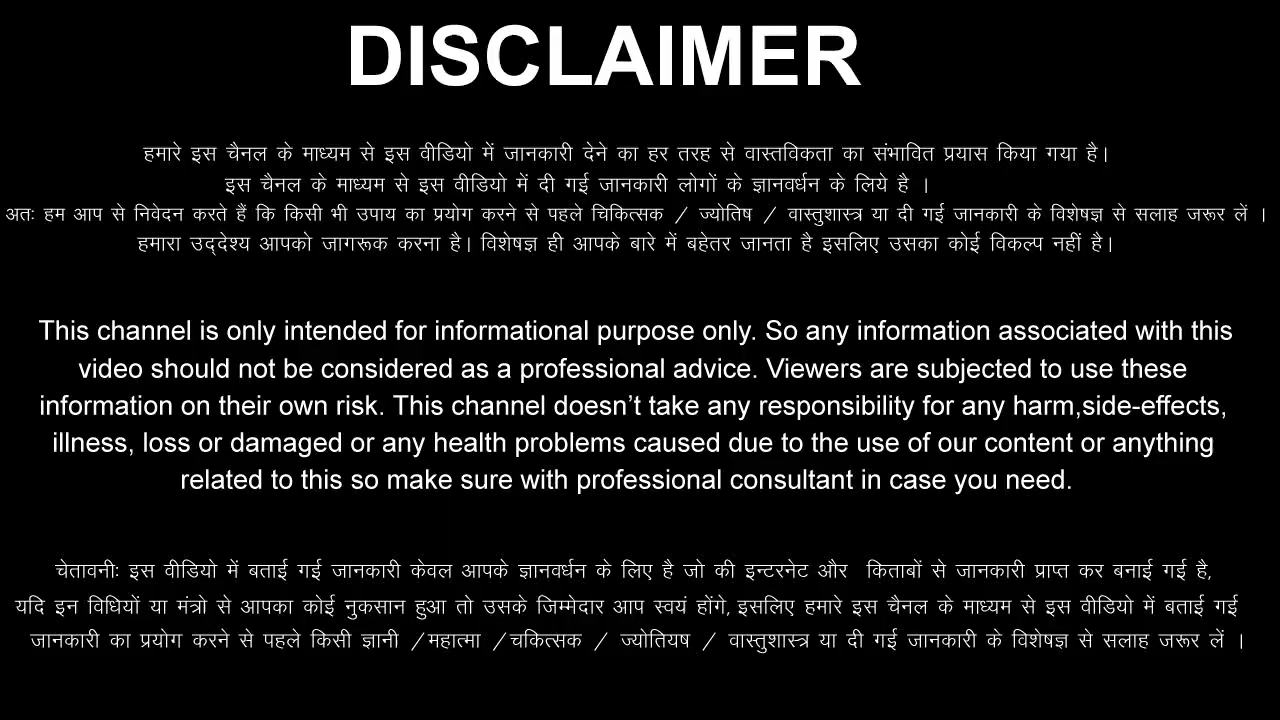 DISCLAIMER
हमारे इस चैनल के माध्यम से इस वीडियो में जानकारी देने का हर तरह से वास्तविकता का संभावित प्रयास किया गया है।
इस चैनल के माध्यम से इस वीडियो में दी गई जानकारी लोगों के ज्ञानवर्धन के लिये है ।
अतः हम आप से निवेदन करते हैं कि किसी भी उपाय का प्रयोग करने से पहले चिकित्सक / ज्योतिष / वास्तुशास्त्र या दी गई जानकारी के विशेषज्ञ से सलाह जरूर लें ।
हमारा उद्देश्य आपको जागरूक करना है। विशेषज्ञ ही आपके बारे में बहेतर जानता है इसलिए उसका कोई विकल्प नहीं है।
This channel is only intended for informational purpose only. So any information associated with this
video should not be considered as a professional advice. Viewers are subjected to use these
information on their own risk. This channel doesn’t take any responsibility for any harm,side-effects,
illness, loss or damaged or any health problems caused due to the use of our content or anything
related to this so make sure with professional consultant in case you need.
चेतावनीः इस वीडियो में बताई गई जानकारी केवल आपके ज्ञानवर्धन के लिए है जो की इन्टरनेट और किताबों से जानकारी प्राप्त कर बनाई गई है,
यदि इन विधियों या मंत्रो से आपका कोई नुकसान हुआ तो उसके जिम्मेदार आप स्वयं होंगे, इसलिए हमारे इस चैनल के माध्यम से इस वीडियो में बताई गई
जानकारी का प्रयोग करने से पहले किसी ज्ञानी /महात्मा /चकित्सक / ज्योतियष / वास्तुशास्त्र या दी गई जानकारी के विशेषज्ञ से सलाह जरूर लें ।